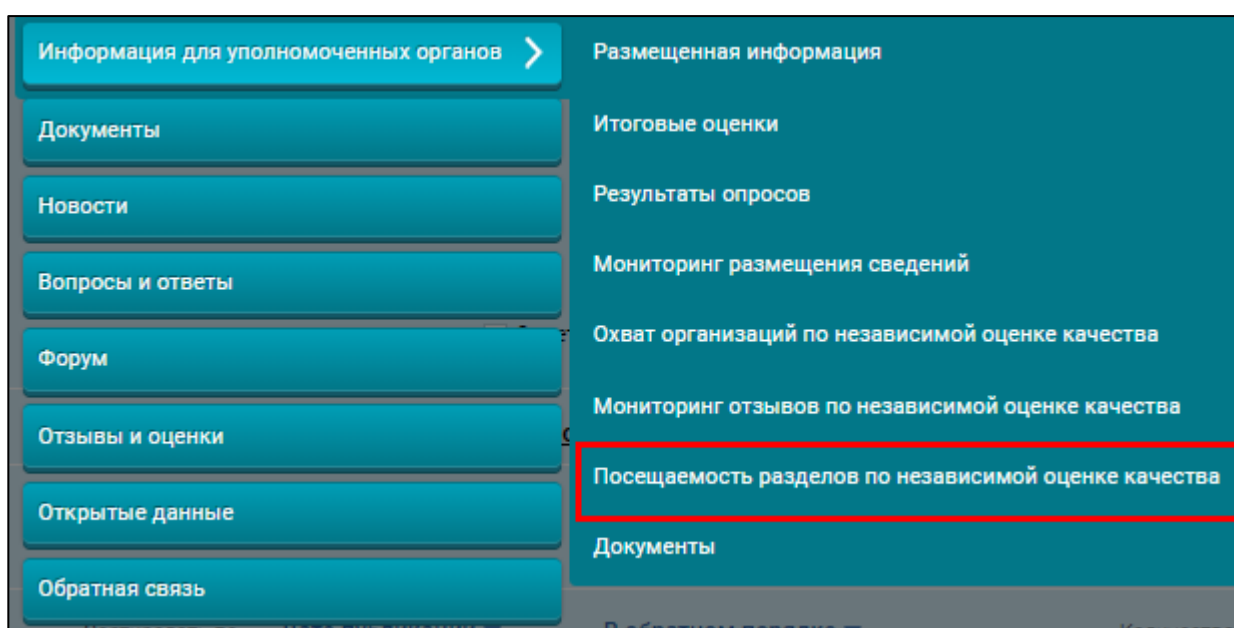 Информация для уполномоченных органов
Документы
Новости
Вопросы и ответы
Форум
Отзывы и оценки
Открытые данные
Обратная связь
Размещенная информация
Итоговые оценки
Результаты опросов
Мониторинг размещения сведений
Охват организаций по независимой оценке качества
Мониторинг отзывов по независимой оценке качества
Посещаемость разделов по независимой оценке качества
Документы